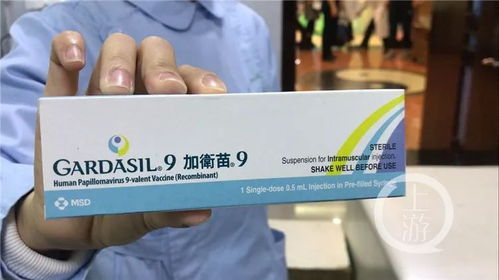 GARDASIL®9 加衛苗®9
Human Papillomavirus 9-valent Vaccine (Recombinant)
STERILE
Suspension for Intramuscular injection.
SHAKE WELL BEFORE USE
MSD
1 Single-dose 0.5 mL Injection in Pre-filled
上游